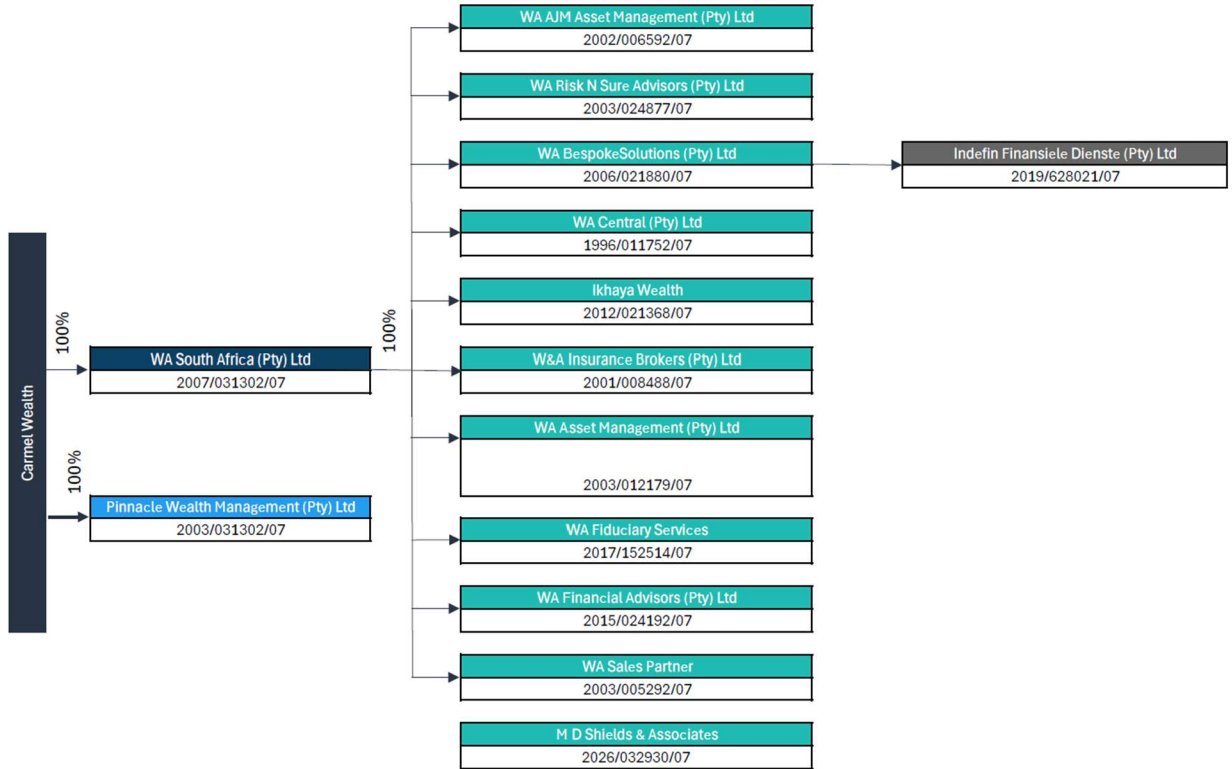 Carmel Wealth
100%
WA South Africa (Pty) Ltd
2007/031302/07
100%
Pinnacle Wealth Management (Pty) Ltd
2003/031302/07
100%
WA AJM Asset Management (Pty) Ltd
2002/006592/07
WA Risk N Sure Advisors (Pty) Ltd
2003/024877/07
WA BespokeSolutions (Pty) Ltd
2006/021880/07
Indefin Finansiele Dienste (Pty) Ltd
2019/628021/07
WA Central (Pty) Ltd
1996/011752/07
Ikhaya Wealth
2012/021368/07
W&A Insurance Brokers (Pty) Ltd
2001/008488/07
WA Asset Management (Pty) Ltd
2003/012179/07
WA Fiduciary Services
2017/152514/07
WA Financial Advisors (Pty) Ltd
2015/024192/07
WA Sales Partner
2003/005292/07
M D Shields & Associates
2026/032930/07